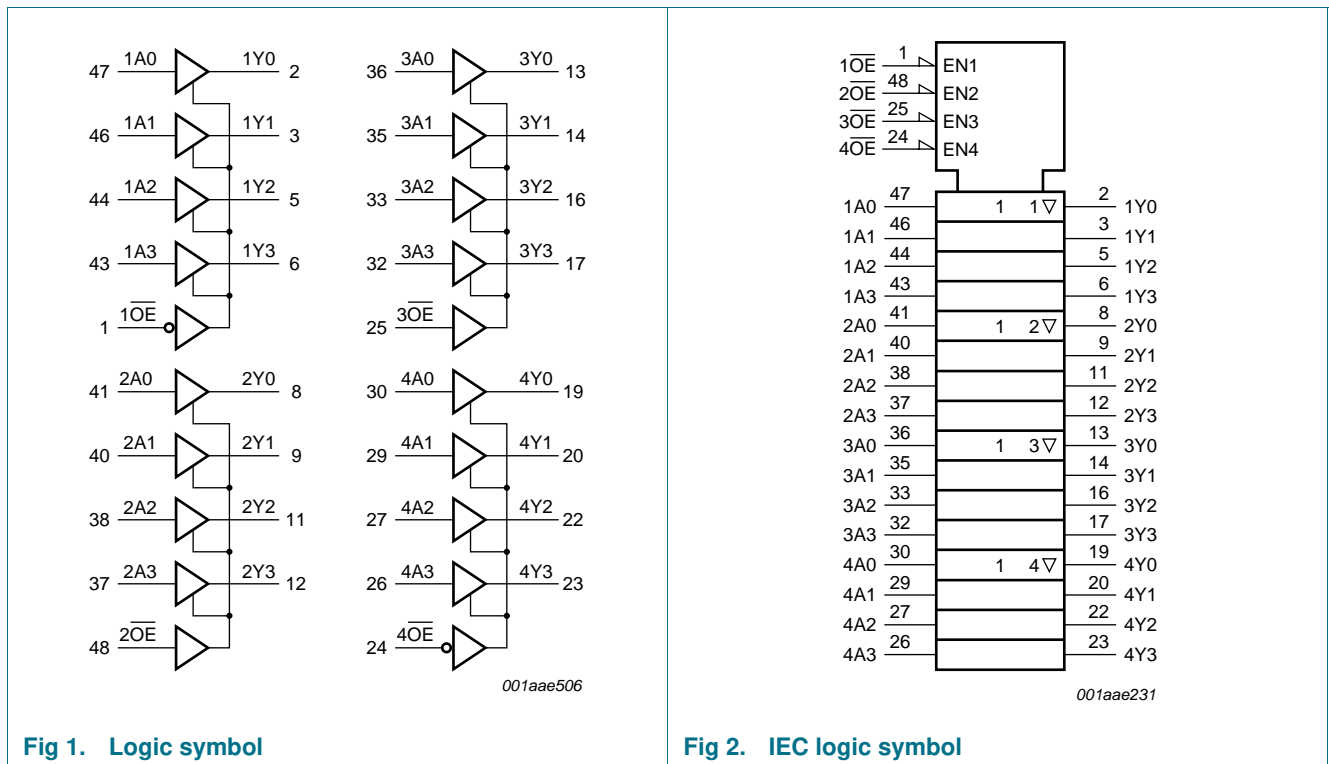 47 1A0 1Y0 2
46 1A1 1Y1 3
44 1A2 1Y2 5
43 1A3 1Y3 6
1 1O̅E̅
41 2A0 2Y0 8
40 2A1 2Y1 9
38 2A2 2Y2 11
37 2A3 2Y3 12
48 2O̅E̅
36 3A0 3Y0 13
35 3A1 3Y1 14
33 3A2 3Y2 16
32 3A3 3Y3 17
25 3O̅E̅
30 4A0 4Y0 19
29 4A1 4Y1 20
27 4A2 4Y2 22
26 4A3 4Y3 23
24 4O̅E̅
001aae506
Fig 1. Logic symbol
1O̅E̅ 1 EN1
2O̅E̅ 48 EN2
3O̅E̅ 25 EN3
4O̅E̅ 24 EN4
1A0 47 1 1▽ 2 1Y0
1A1 46 3 1Y1
1A2 44 5 1Y2
1A3 43 6 1Y3
2A0 41 1 2▽ 8 2Y0
2A1 40 9 2Y1
2A2 38 11 2Y2
2A3 37 12 2Y3
3A0 36 1 3▽ 13 3Y0
3A1 35 14 3Y1
3A2 33 16 3Y2
3A3 32 17 3Y3
4A0 30 1 4▽ 19 4Y0
4A1 29 20 4Y1
4A2 27 22 4Y2
4A3 26 23 4Y3
001aae231
Fig 2. IEC logic symbol